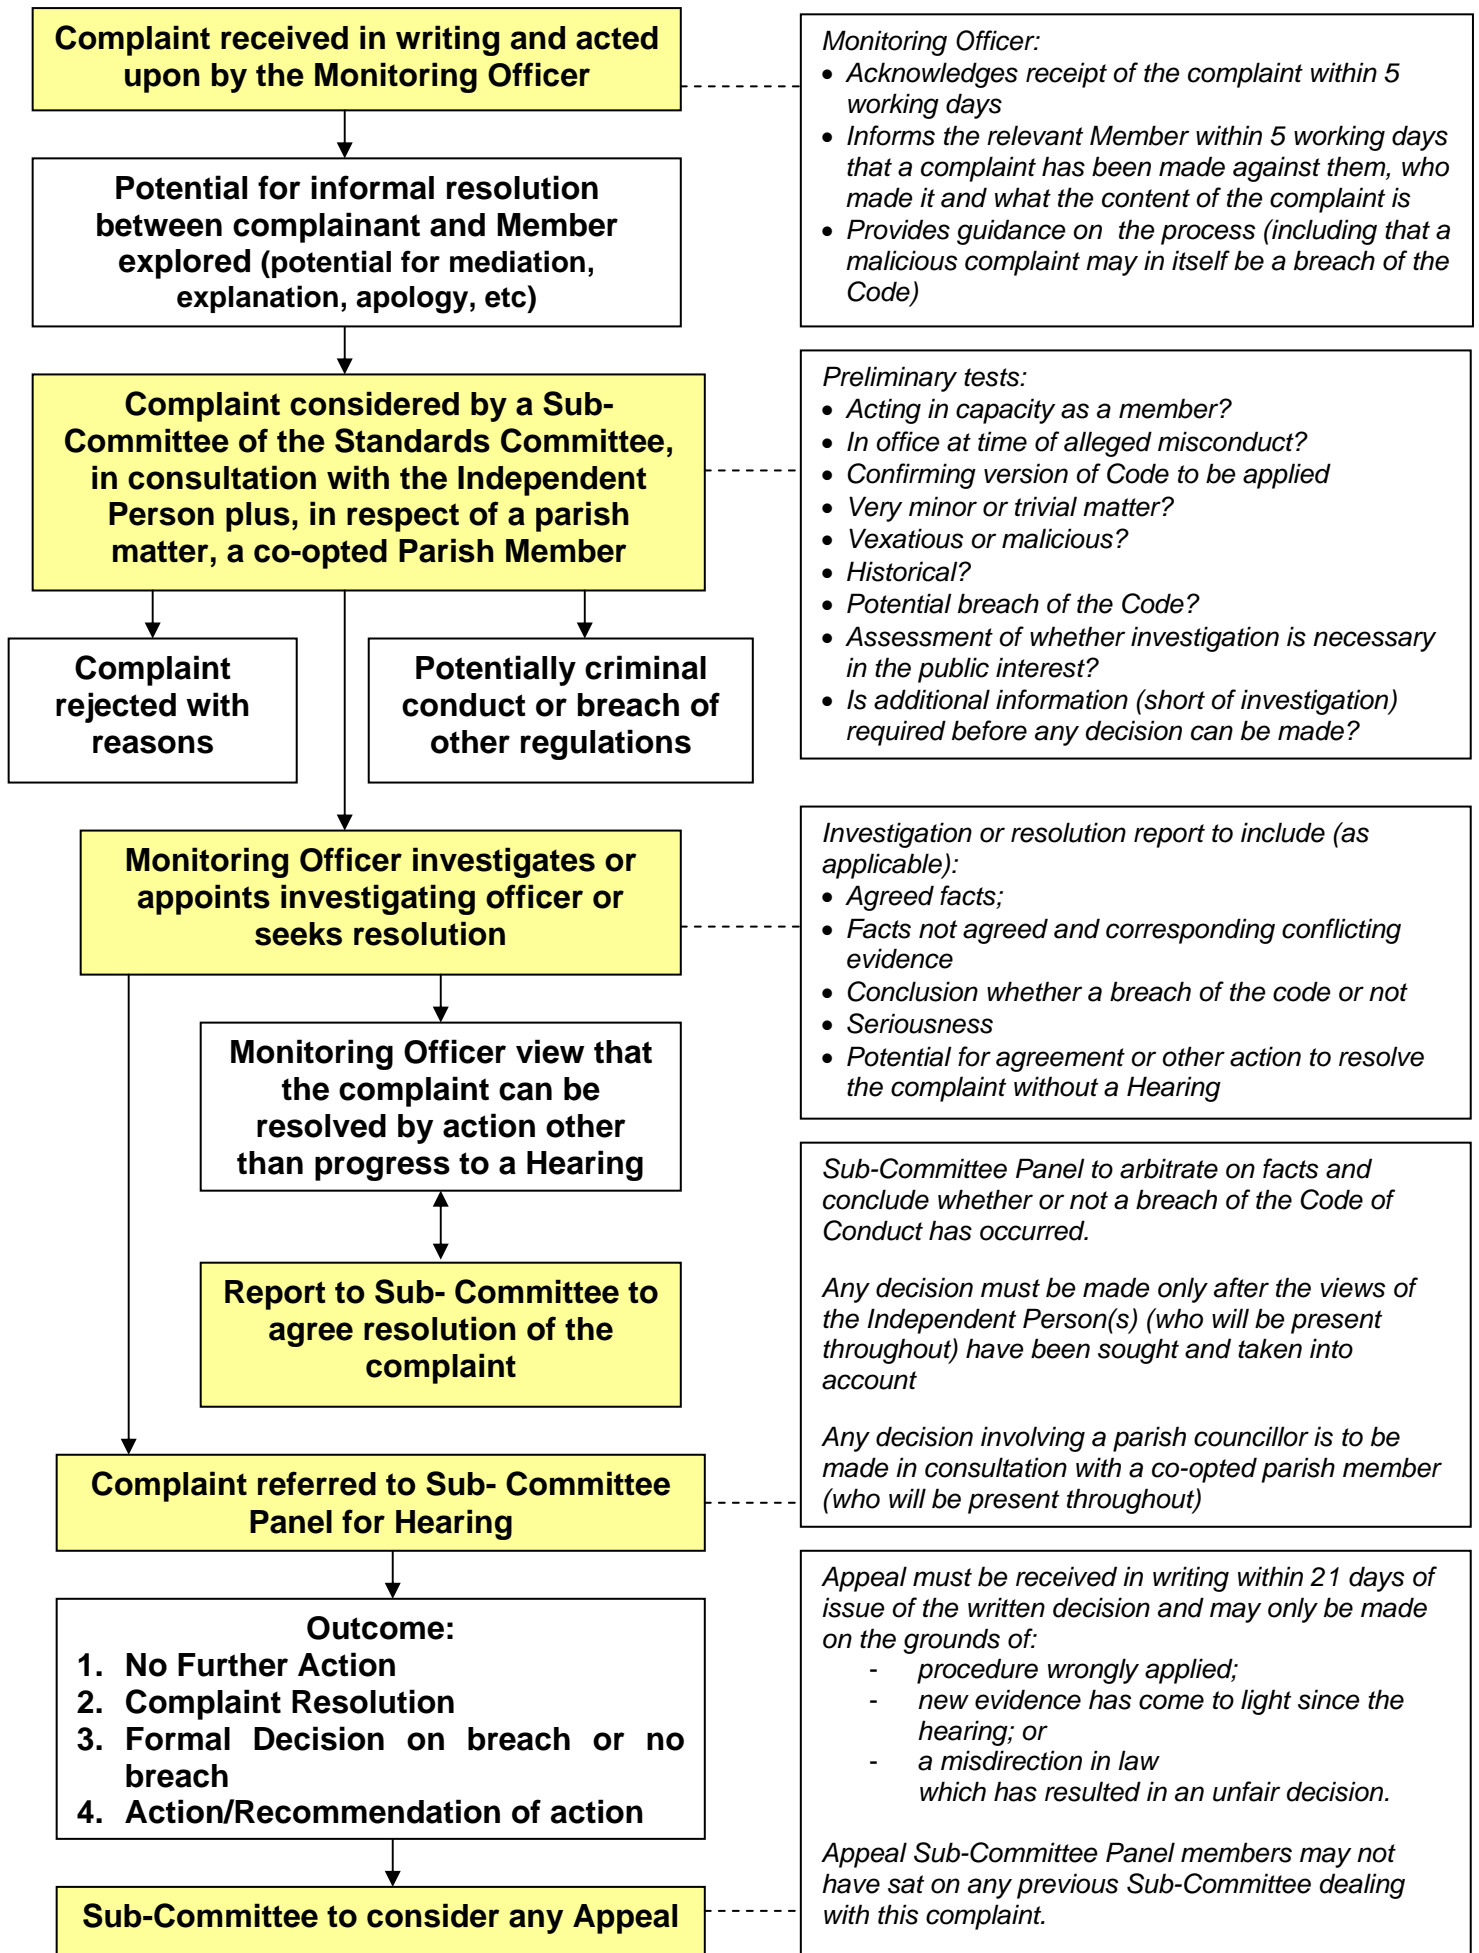 Complaint received in writing and acted
upon by the Monitoring Officer
Monitoring Officer:
• Acknowledges receipt of the complaint within 5
working days
• Informs the relevant Member within 5 working days
that a complaint has been made against them, who
made it and what the content of the complaint is
• Provides guidance on the process (including that a
malicious complaint may in itself be a breach of the
Code)
Potential for informal resolution
between complainant and Member
explored (potential for mediation,
explanation, apology, etc)
Complaint considered by a Sub-
Committee of the Standards Committee,
in consultation with the Independent
Person plus, in respect of a parish
matter, a co-opted Parish Member
Preliminary tests:
• Acting in capacity as a member?
• In office at time of alleged misconduct?
• Confirming version of Code to be applied
• Very minor or trivial matter?
• Vexatious or malicious?
• Historical?
• Potential breach of the Code?
• Assessment of whether investigation is necessary
in the public interest?
• Is additional information (short of investigation)
required before any decision can be made?
Complaint
rejected with
reasons
Potentially criminal
conduct or breach of
other regulations
Monitoring Officer investigates or
appoints investigating officer or
seeks resolution
Investigation or resolution report to include (as
applicable):
• Agreed facts;
• Facts not agreed and corresponding conflicting
evidence
• Conclusion whether a breach of the code or not
• Seriousness
• Potential for agreement or other action to resolve
the complaint without a Hearing
Monitoring Officer view that
the complaint can be
resolved by action other
than progress to a Hearing
Report to Sub- Committee to
agree resolution of the
complaint
Sub-Committee Panel to arbitrate on facts and
conclude whether or not a breach of the Code of
Conduct has occurred.
Any decision must be made only after the views of
the Independent Person(s) (who will be present
throughout) have been sought and taken into
account
Any decision involving a parish councillor is to be
made in consultation with a co-opted parish member
(who will be present throughout)
Complaint referred to Sub- Committee
Panel for Hearing
Outcome:
1. No Further Action
2. Complaint Resolution
3. Formal Decision on breach or no
breach
4. Action/Recommendation of action
Appeal must be received in writing within 21 days of
issue of the written decision and may only be made
on the grounds of:
- procedure wrongly applied;
- new evidence has come to light since the
hearing; or
- a misdirection in law
which has resulted in an unfair decision.
Appeal Sub-Committee Panel members may not
have sat on any previous Sub-Committee dealing
with this complaint.
Sub-Committee to consider any Appeal